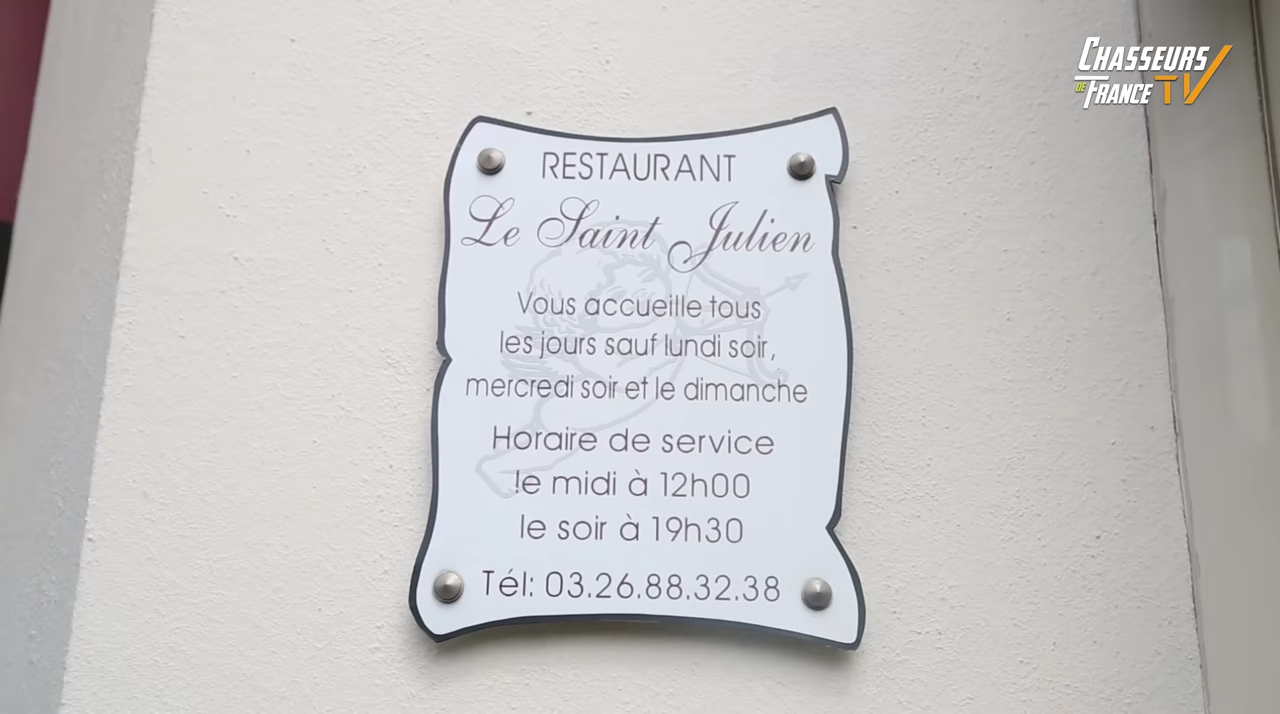 CHASSEURS
DE FRANCE TV
RESTAURANT
Le Saint Julien
Vous accueille tous
les jours sauf lundi soir,
mercredi soir et le dimanche
Horaire de service
le midi à 12h00
le soir à 19h30
Tél: 03.26.88.32.38